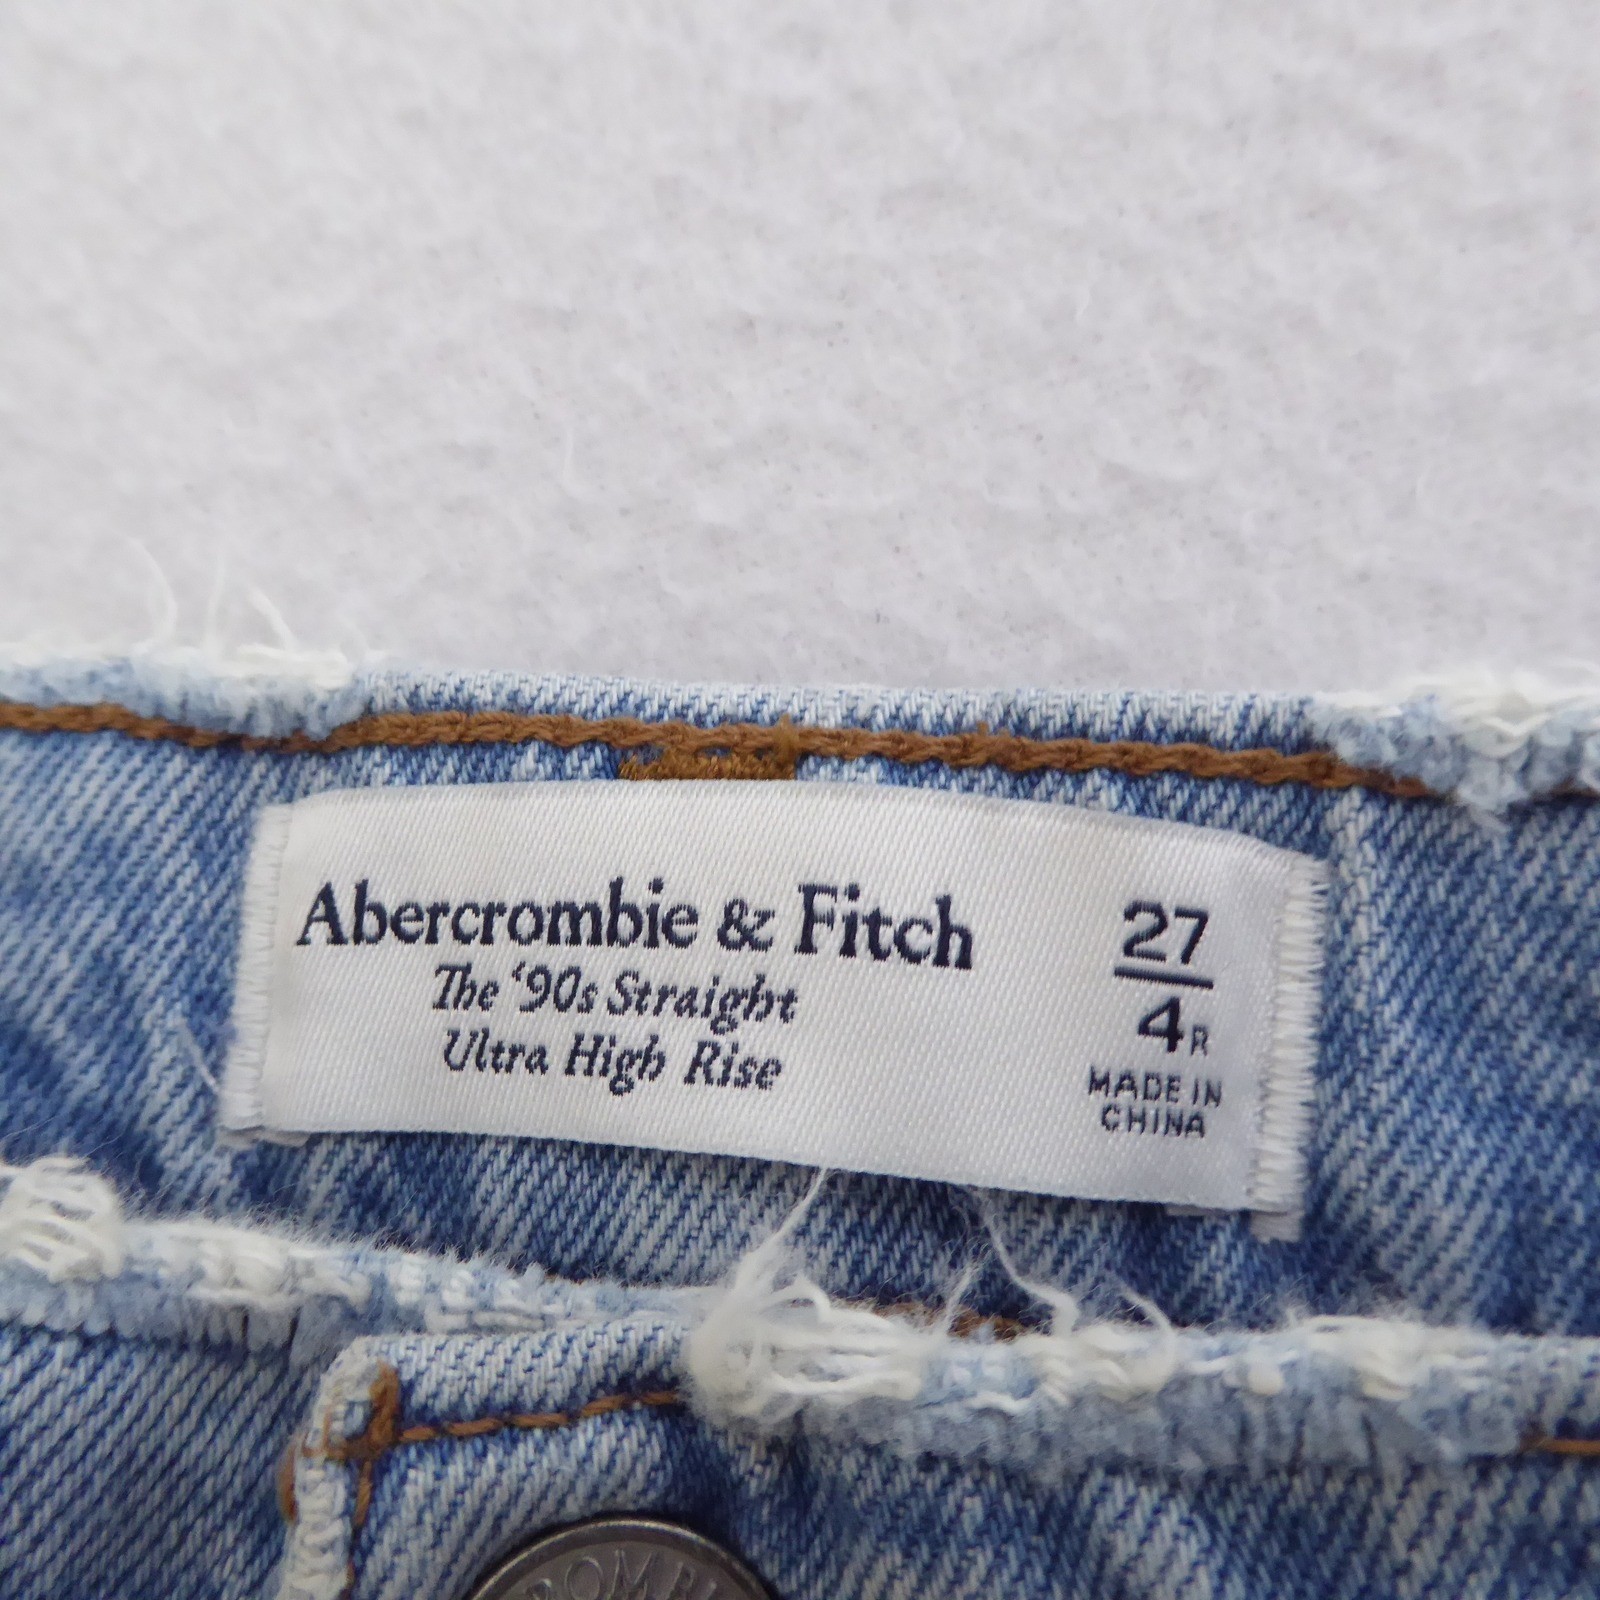 Abercrombie & Fitch
The ‘90s Straight
Ultra High Rise
27
4R
MADE IN
CHINA